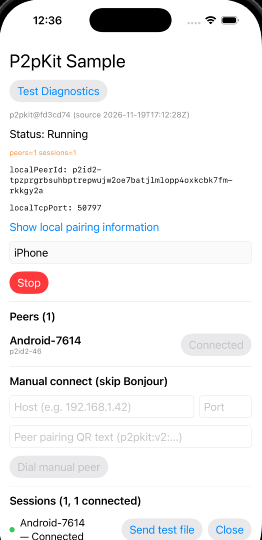 12:36
P2pKit Sample
Test Diagnostics
p2pkit@fd3cd74 (source 2026-11-19T17:12:28Z)
Status: Running
peers=1 sessions=1
localPeerId: p2id2-
tpzprgrbsuhbptrepwujw2oe7batjlmlopp4oxkcbk7fm-
rkkgy2a
localTcpPort: 50797
Show local pairing information
iPhone
Stop
Peers (1)
Android-7614
p2id2-46
Connected
Manual connect (skip Bonjour)
Host (e.g. 192.168.1.42)
Port
Peer pairing QR text (p2pkit:v2:...)
Dial manual peer
Sessions (1, 1 connected)
Android-7614
— Connected
Send test file
Close